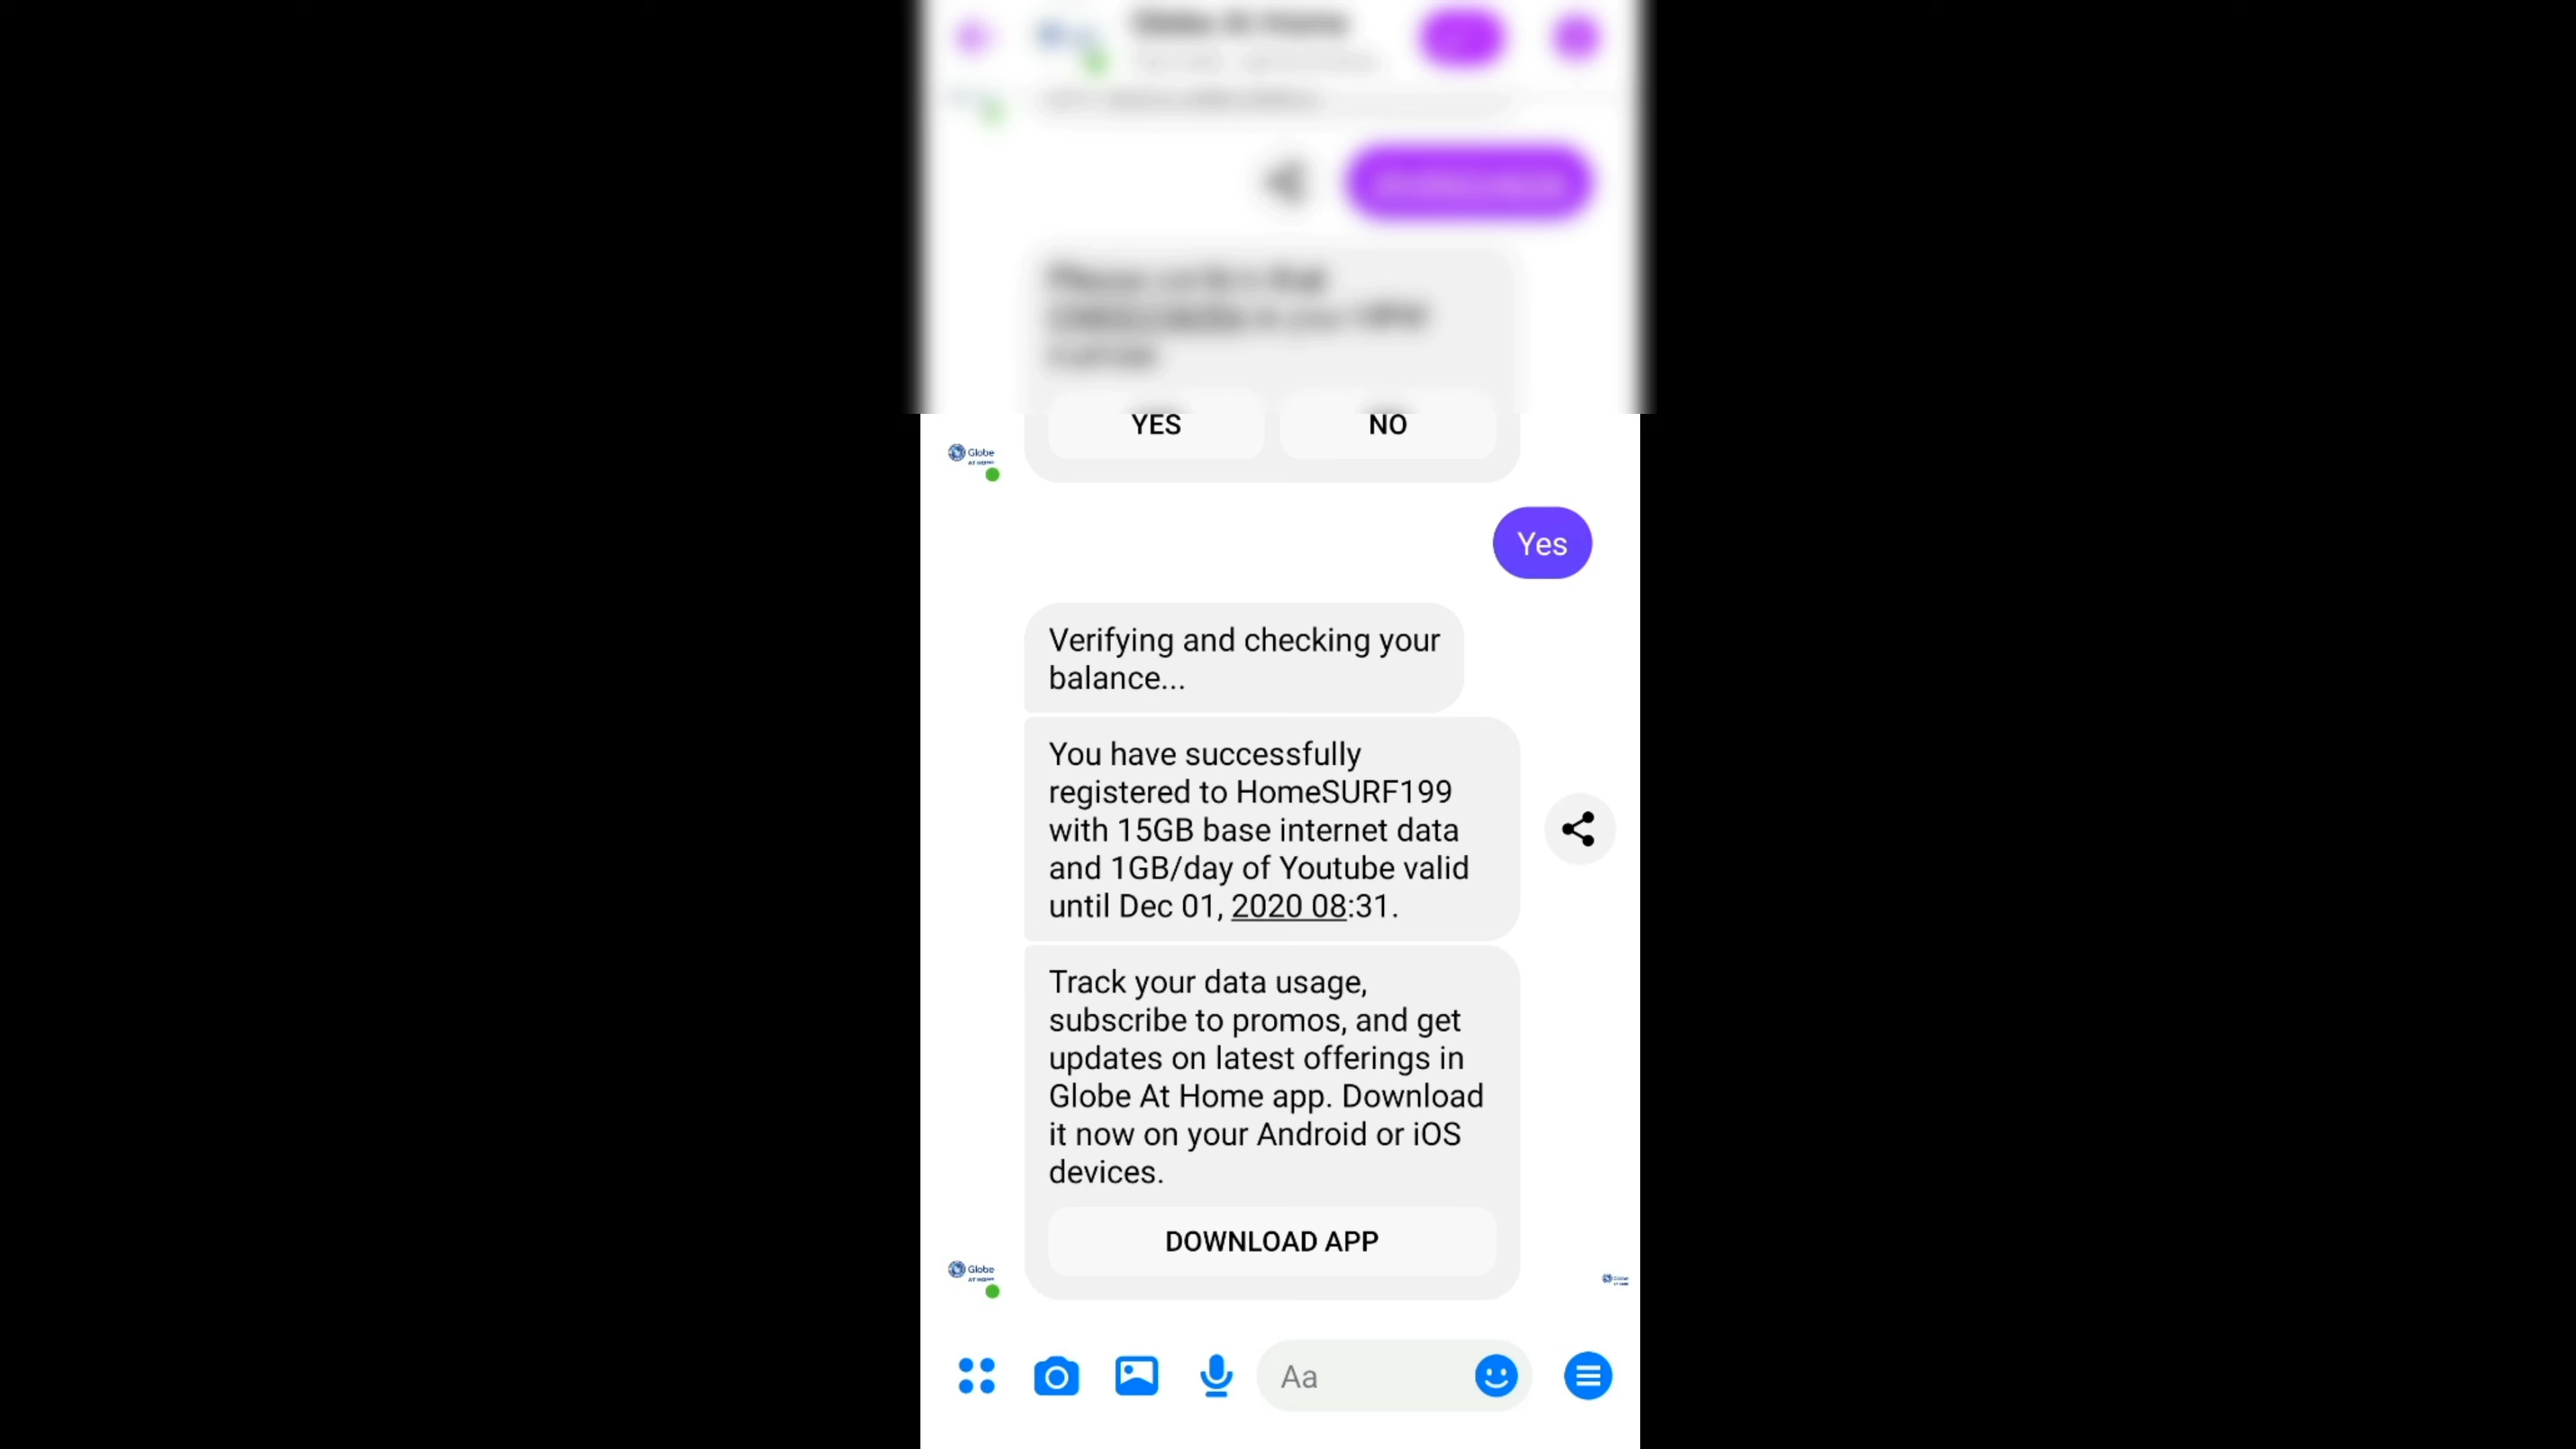 Globe At Home
YES
NO
Globe
AT HOME
Yes
Verifying and checking your
balance...
You have successfully
registered to HomeSURF199
with 15GB base internet data
and 1GB/day of Youtube valid
until Dec 01, 2020 08:31.
Track your data usage,
subscribe to promos, and get
updates on latest offerings in
Globe At Home app. Download
it now on your Android or iOS
devices.
DOWNLOAD APP
Globe
AT HOME
Aa